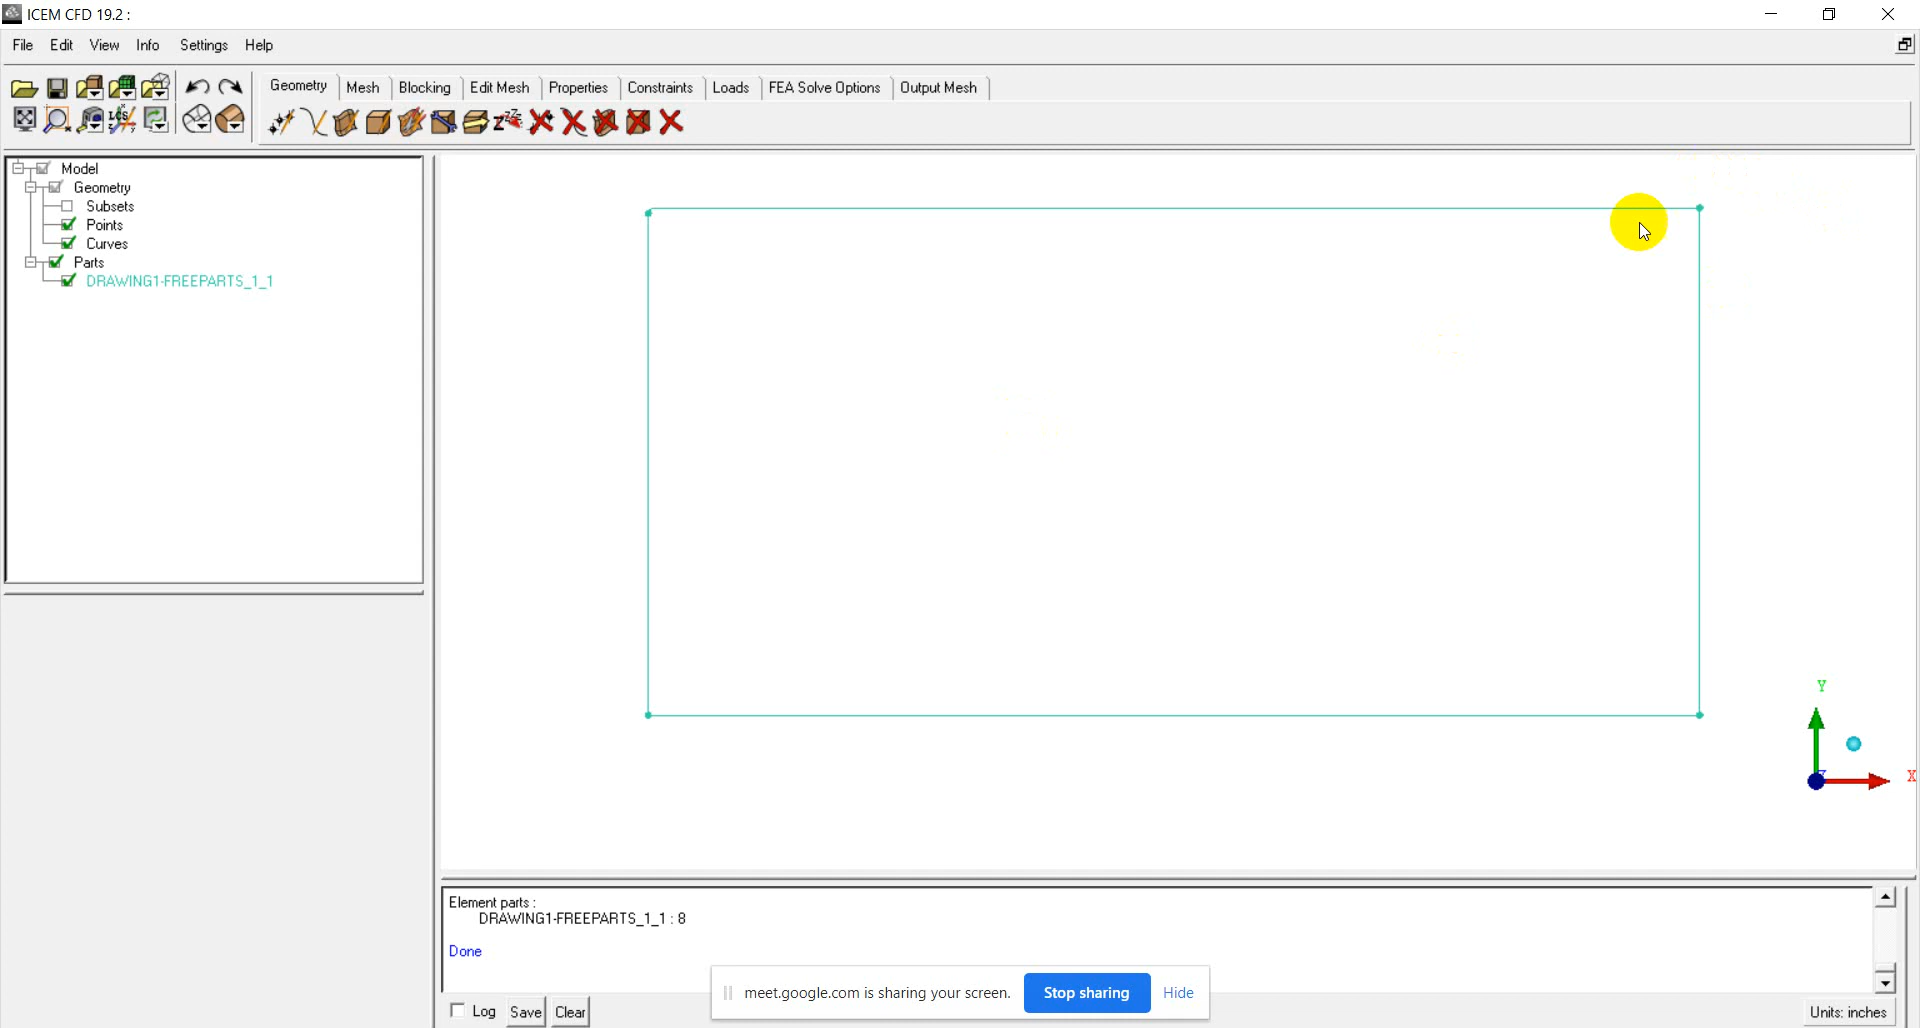 ICEM CFD 19.2 :
File Edit View Info Settings Help
Geometry Mesh Blocking Edit Mesh Properties Constraints Loads FEA Solve Options Output Mesh
LCS
Model
Geometry
Subsets
Points
Curves
Parts
DRAWING1-FREEPARTS_1_1
Y
X
Element parts :
DRAWING1-FREEPARTS_1_1 : 8
Done
meet.google.com is sharing your screen. Stop sharing Hide
Log Save Clear
Units: inches